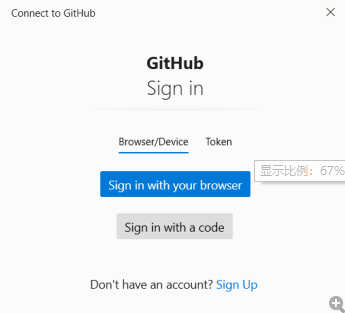 Connect to GitHub
GitHub
Sign in
Browser/Device Token
Sign in with your browser
显示比例：67%
Sign in with a code
Don't have an account? Sign Up